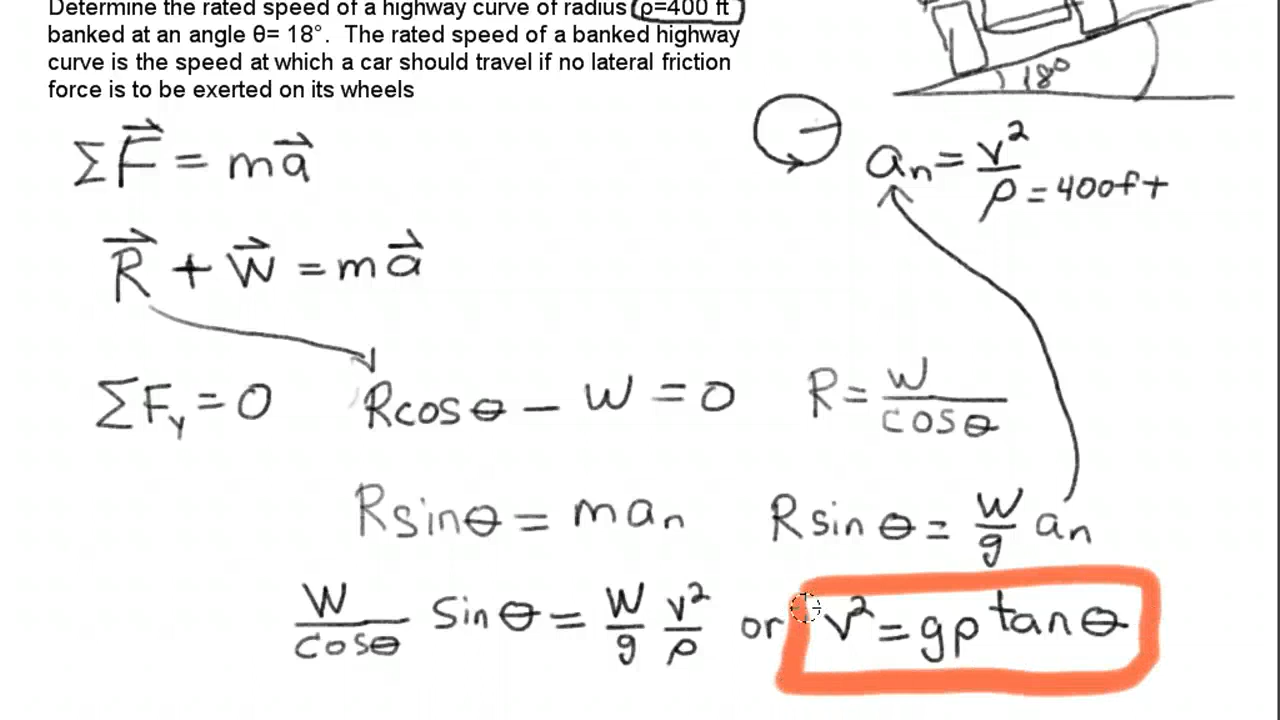 Determine the rated speed of a highway curve of radius ρ=400 ft
banked at an angle θ= 18°.  The rated speed of a banked highway
curve is the speed at which a car should travel if no lateral friction
force is to be exerted on its wheels
18°
ΣF⃗ = ma⃗
aₙ = v²/ρ = 400ft
R⃗ + W⃗ = ma⃗
ΣFᵧ = 0 Rcosθ − W = 0 R = W/cosθ
Rsinθ = maₙ Rsinθ = W/g aₙ
W/cosθ sinθ = W/g v²/ρ or v² = gρ tanθ